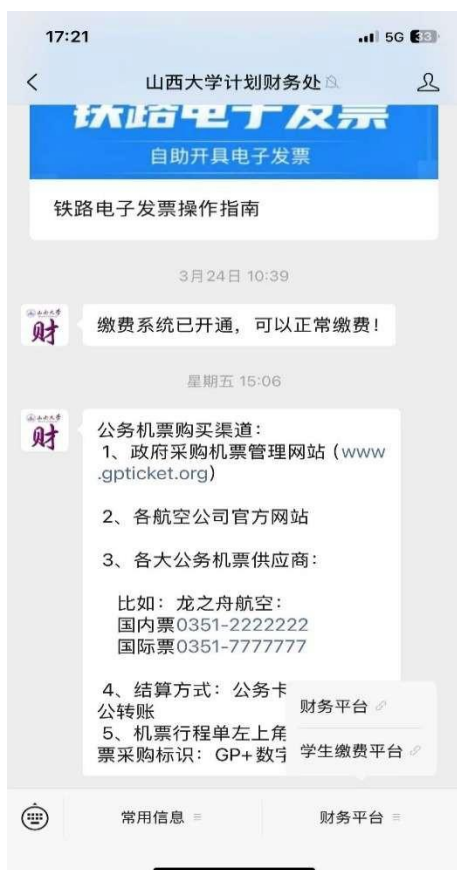 17:21
5G 33
山西大学计划财务处
铁路电子发票
自助开具电子发票
铁路电子发票操作指南
3月24日 10:39
财
缴费系统已开通，可以正常缴费！
星期五 15:06
财
公务机票购买渠道：
1、政府采购机票管理网站（www
.gpticket.org）
2、各航空公司官方网站
3、各大公务机票供应商：
比如：龙之舟航空：
国内票0351-2222222
国际票0351-7777777
4、结算方式：公务卡
公转账
5、机票行程单左上角
票采购标识：GP+数字
财务平台
学生缴费平台
常用信息
财务平台